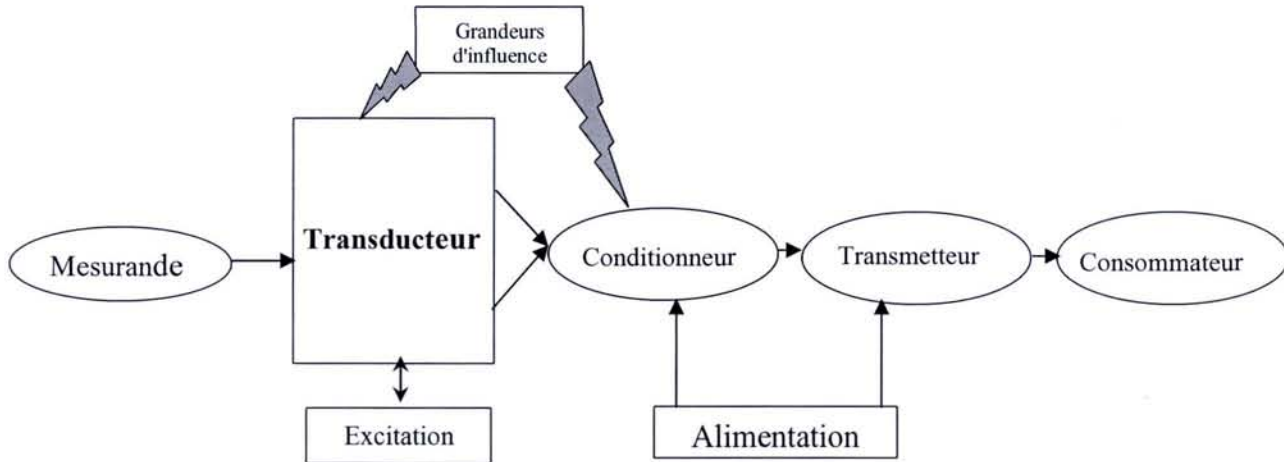 Grandeurs
d'influence
Transducteur
Mesurande
Conditionneur
Transmetteur
Consommateur
Excitation
Alimentation